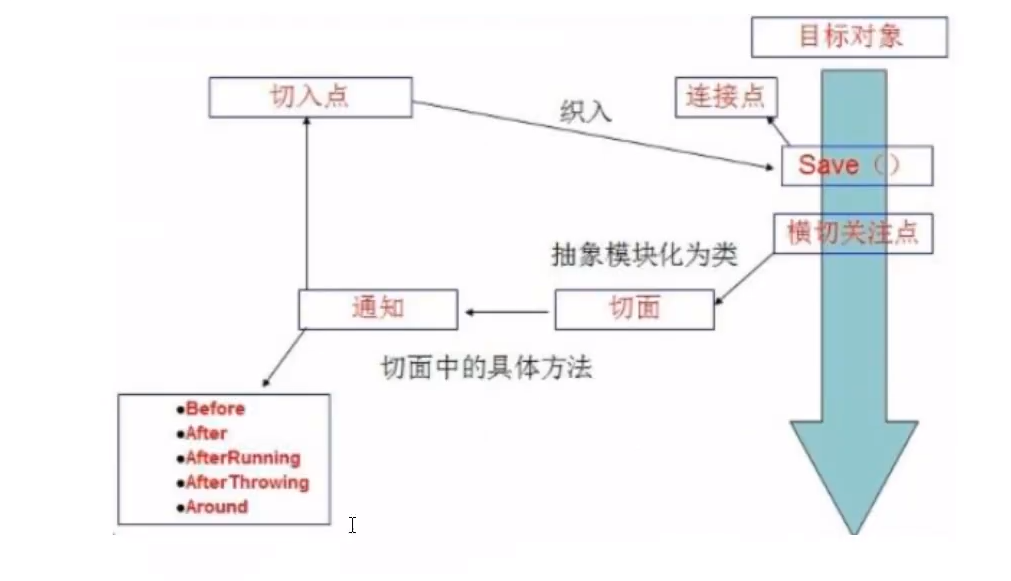 目标对象
切入点
连接点
织入
Save（）
横切关注点
抽象模块化为类
通知
切面
切面中的具体方法
●Before
●After
●AfterRunning
●AfterThrowing
●Around